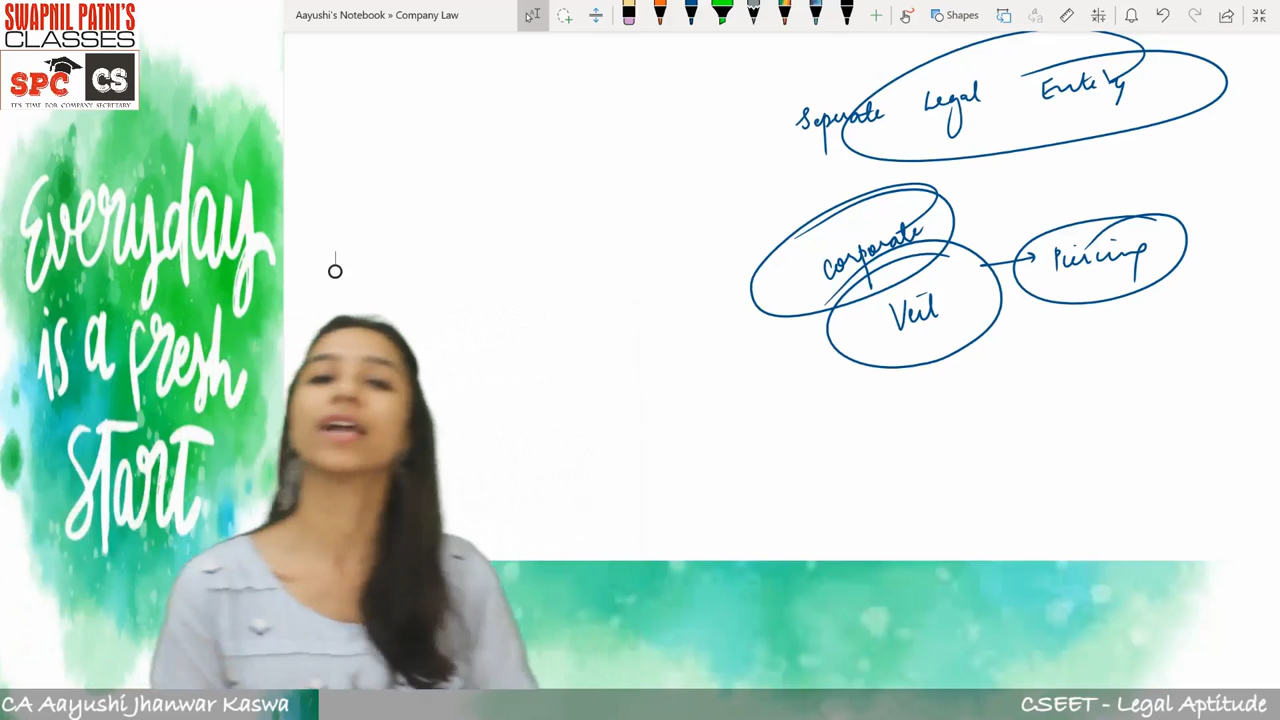 SWAPNIL PATNI'S
CLASSES
SPC CS
IT'S TIME FOR COMPANY SECRETARY
Aayushi's Notebook » Company Law
Shapes
Seperate Legal Entity
Corporate
Veil
Piercing
Everyday
is a fresh
Start
CA Aayushi Jhanwar Kaswa
CSEET - Legal Aptitude